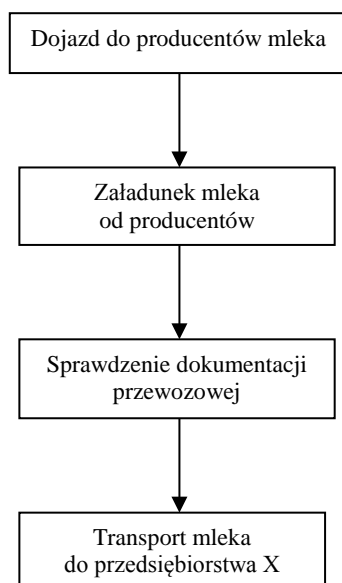 Dojazd do producentów mleka
Załadunek mleka
od producentów
Sprawdzenie dokumentacji
przewozowej
Transport mleka
do przedsiębiorstwa X